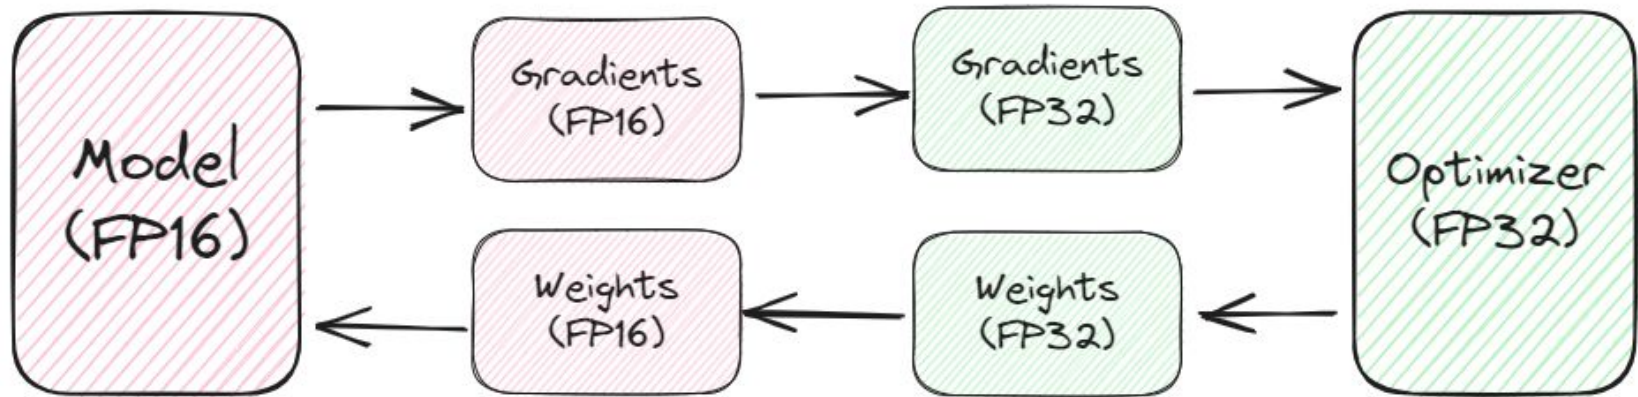 Model
(FP16)
Gradients
(FP16)
Gradients
(FP32)
Optimizer
(FP32)
Weights
(FP16)
Weights
(FP32)